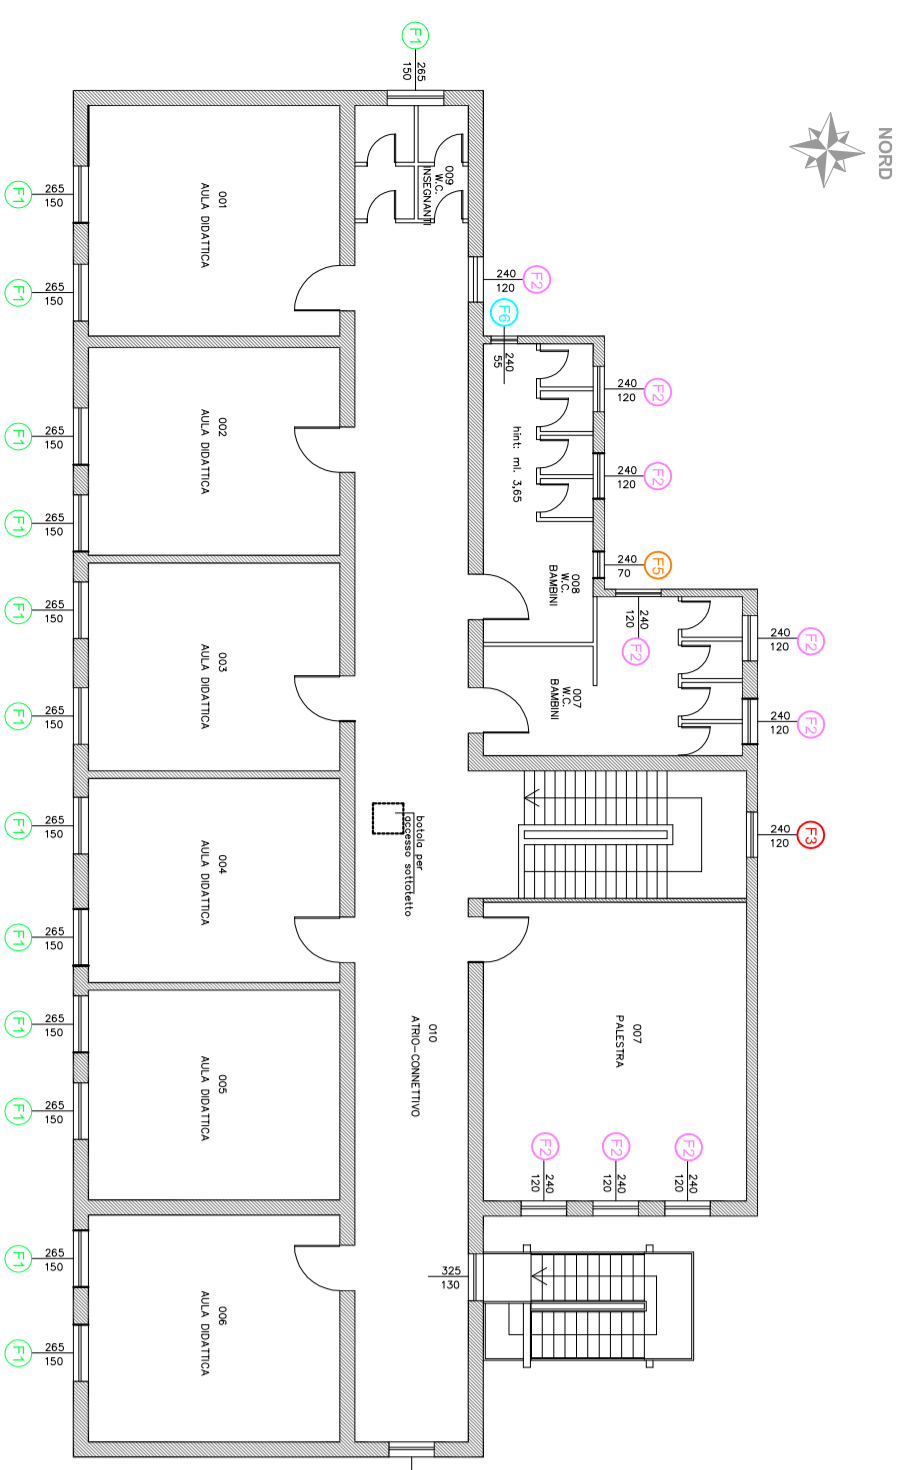 NORD
F1
265
150
009
W.C.
INSEGNANTI
001
AULA DIDATTICA
F1
265
150
F1
265
150
F2
240
120
F6
240
55
F2
240
120
hint: ml. 3,65
F2
240
120
F5
240
70
008
W.C.
BAMBINI
F2
240
120
F2
240
120
007
W.C.
BAMBINI
F2
240
120
002
AULA DIDATTICA
F1
265
150
F1
265
150
003
AULA DIDATTICA
F1
265
150
F1
265
150
F3
240
120
botola per
accesso sottotetto
004
AULA DIDATTICA
F1
265
150
F1
265
150
007
PALESTRA
010
ATRIO-CONNETTIVO
005
AULA DIDATTICA
F1
265
150
F1
265
150
F2
240
120
F2
240
120
F2
240
120
325
130
006
AULA DIDATTICA
F1
265
150
F1
265
150